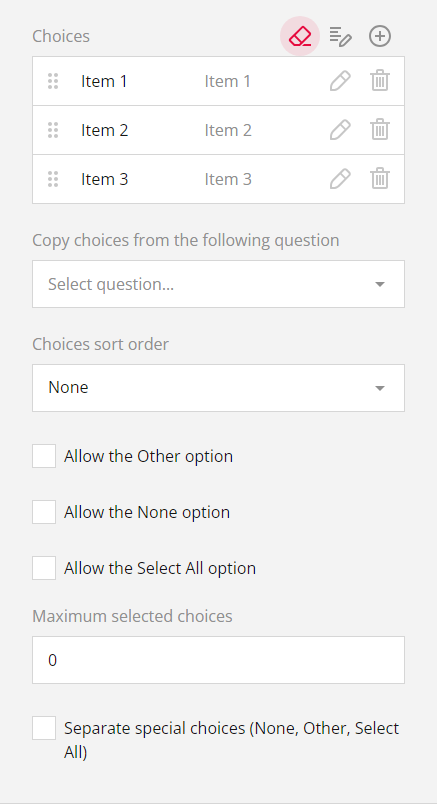 Choices
Item 1 Item 1
Item 2 Item 2
Item 3 Item 3
Copy choices from the following question
Select question...
Choices sort order
None
Allow the Other option
Allow the None option
Allow the Select All option
Maximum selected choices
0
Separate special choices (None, Other, Select
All)